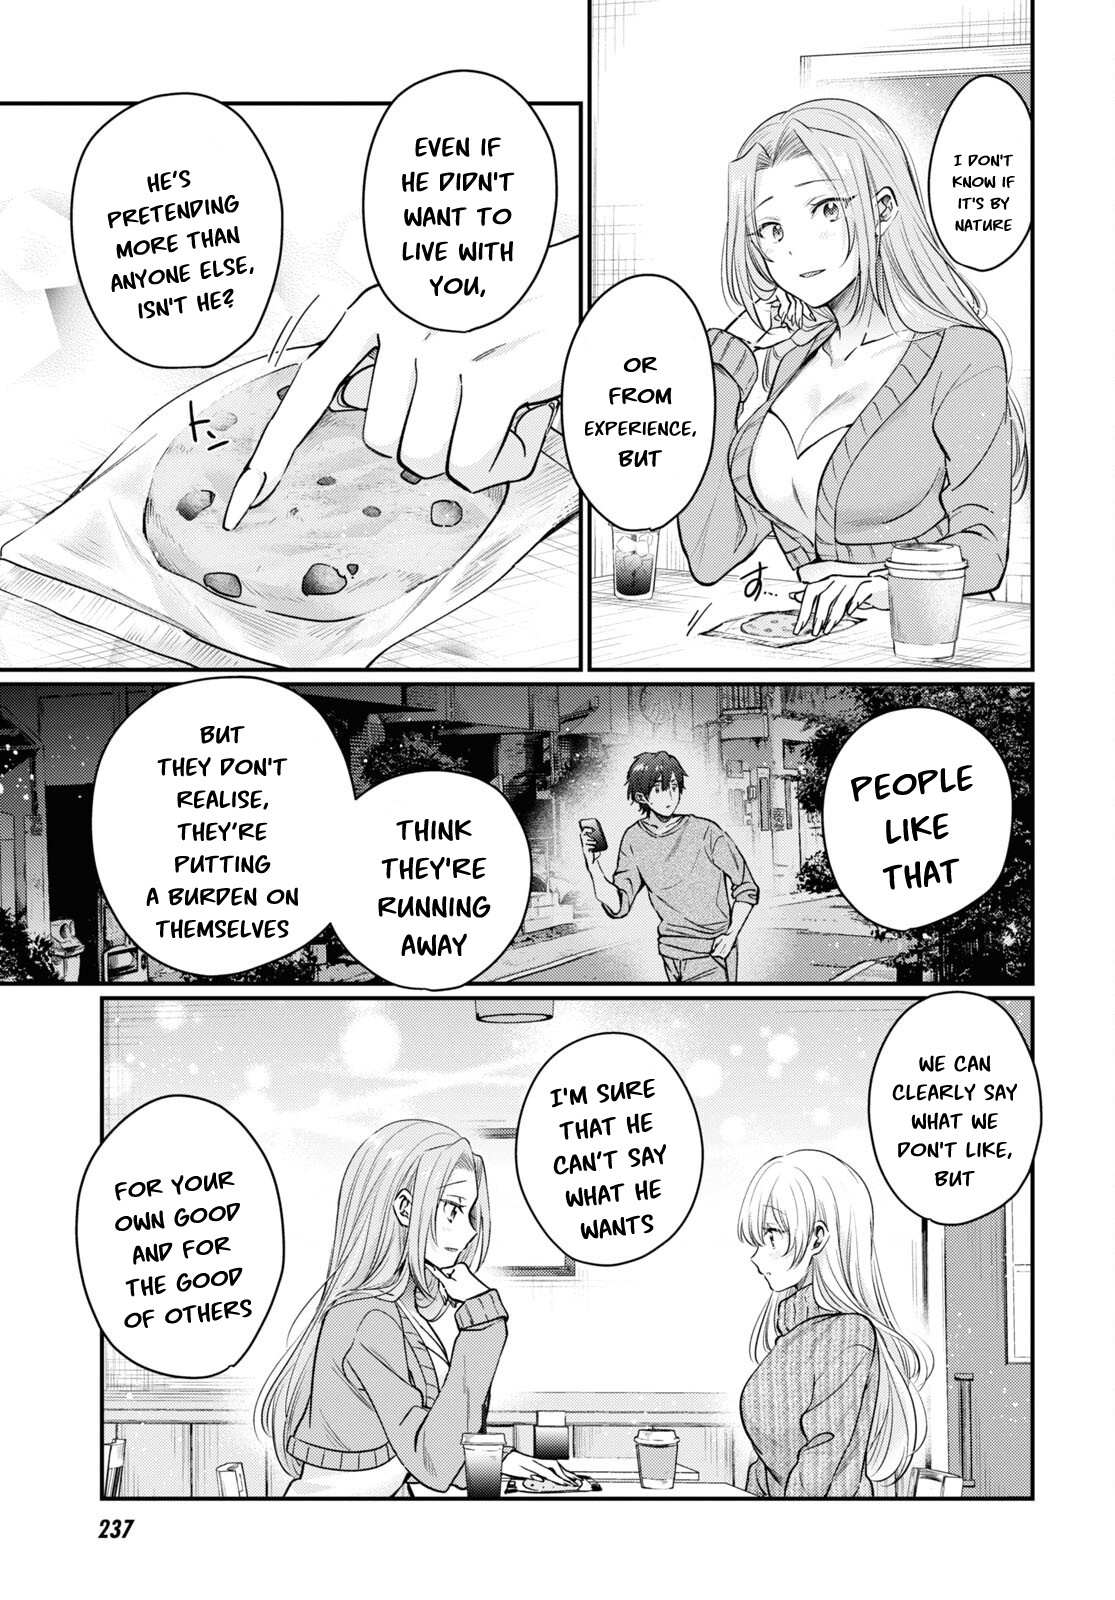 I DON'T
KNOW IF
IT'S BY
NATURE
OR
FROM
EXPERIENCE,
BUT
す...
EVEN IF
HE DIDN'T
WANT TO
LIVE WITH
YOU,
HE'S
PRETENDING
MORE THAN
ANYONE ELSE,
ISN'T HE?
トン
PEOPLE
LIKE
THAT
THINK
THEY'RE
RUNNING
AWAY
BUT
THEY DON'T
REALISE,
THEY'RE
PUTTING
A BURDEN ON
THEMSELVES
WE CAN
CLEARLY SAY
WHAT WE
DON'T LIKE,
BUT
I'M SURE
THAT HE
CAN'T SAY
WHAT HE
WANTS
FOR YOUR
OWN GOOD
AND FOR
THE GOOD
OF OTHERS
237